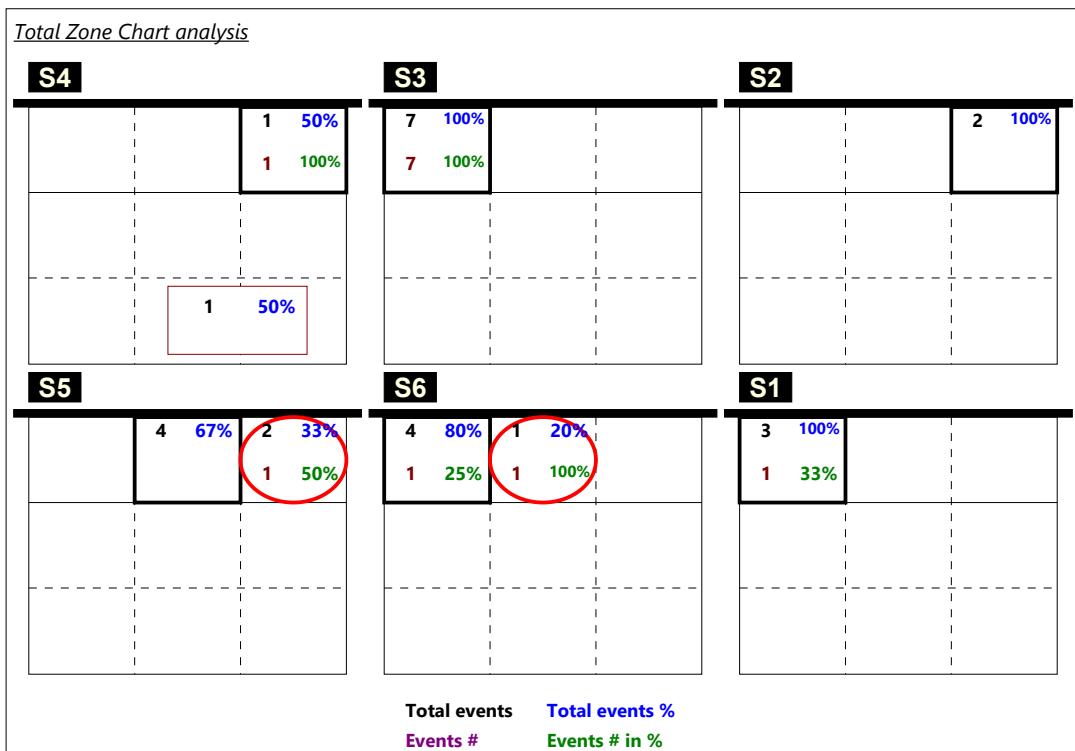 Total Zone Chart analysis
S4 S3 S2
1 50% 7 100% 2 100%
1 100% 7 100%
1 50%
S5 S6 S1
4 67% 2 33% 4 80% 1 20% 3 100%
1 50% 1 25% 1 100% 1 33%
Total events Total events %
Events # Events # in %